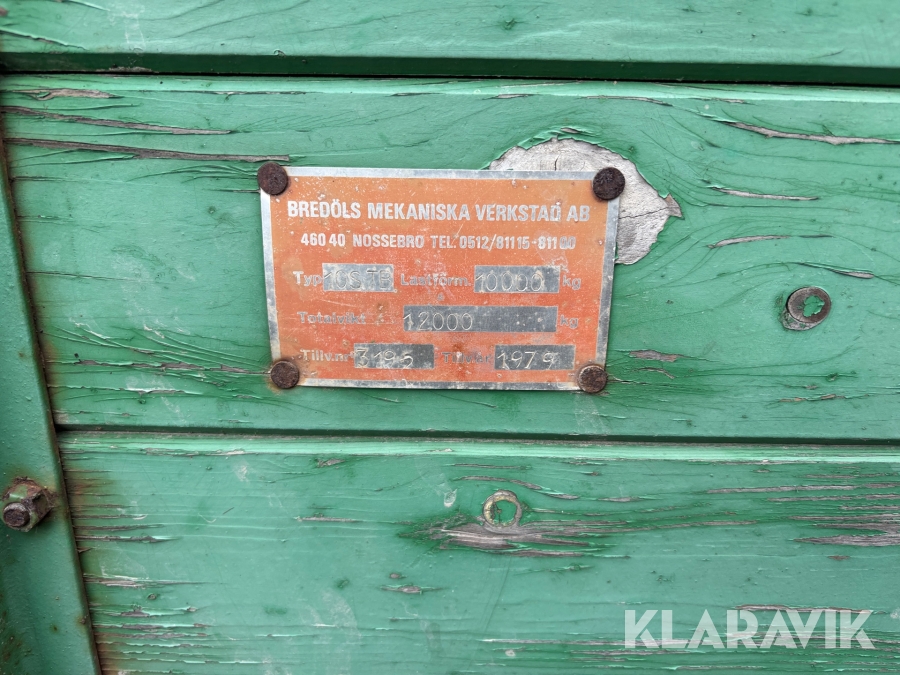 BREDÖLS MEKANISKA VERKSTAD AB
460 40 NOSSEBRO TEL. 0512/81115-81100
Typ 10STB Lastförm. 10000 kg
Totalvikt 12000 kg
Tillv.nr 3195 Tillv.år 1979
KLARAVIK